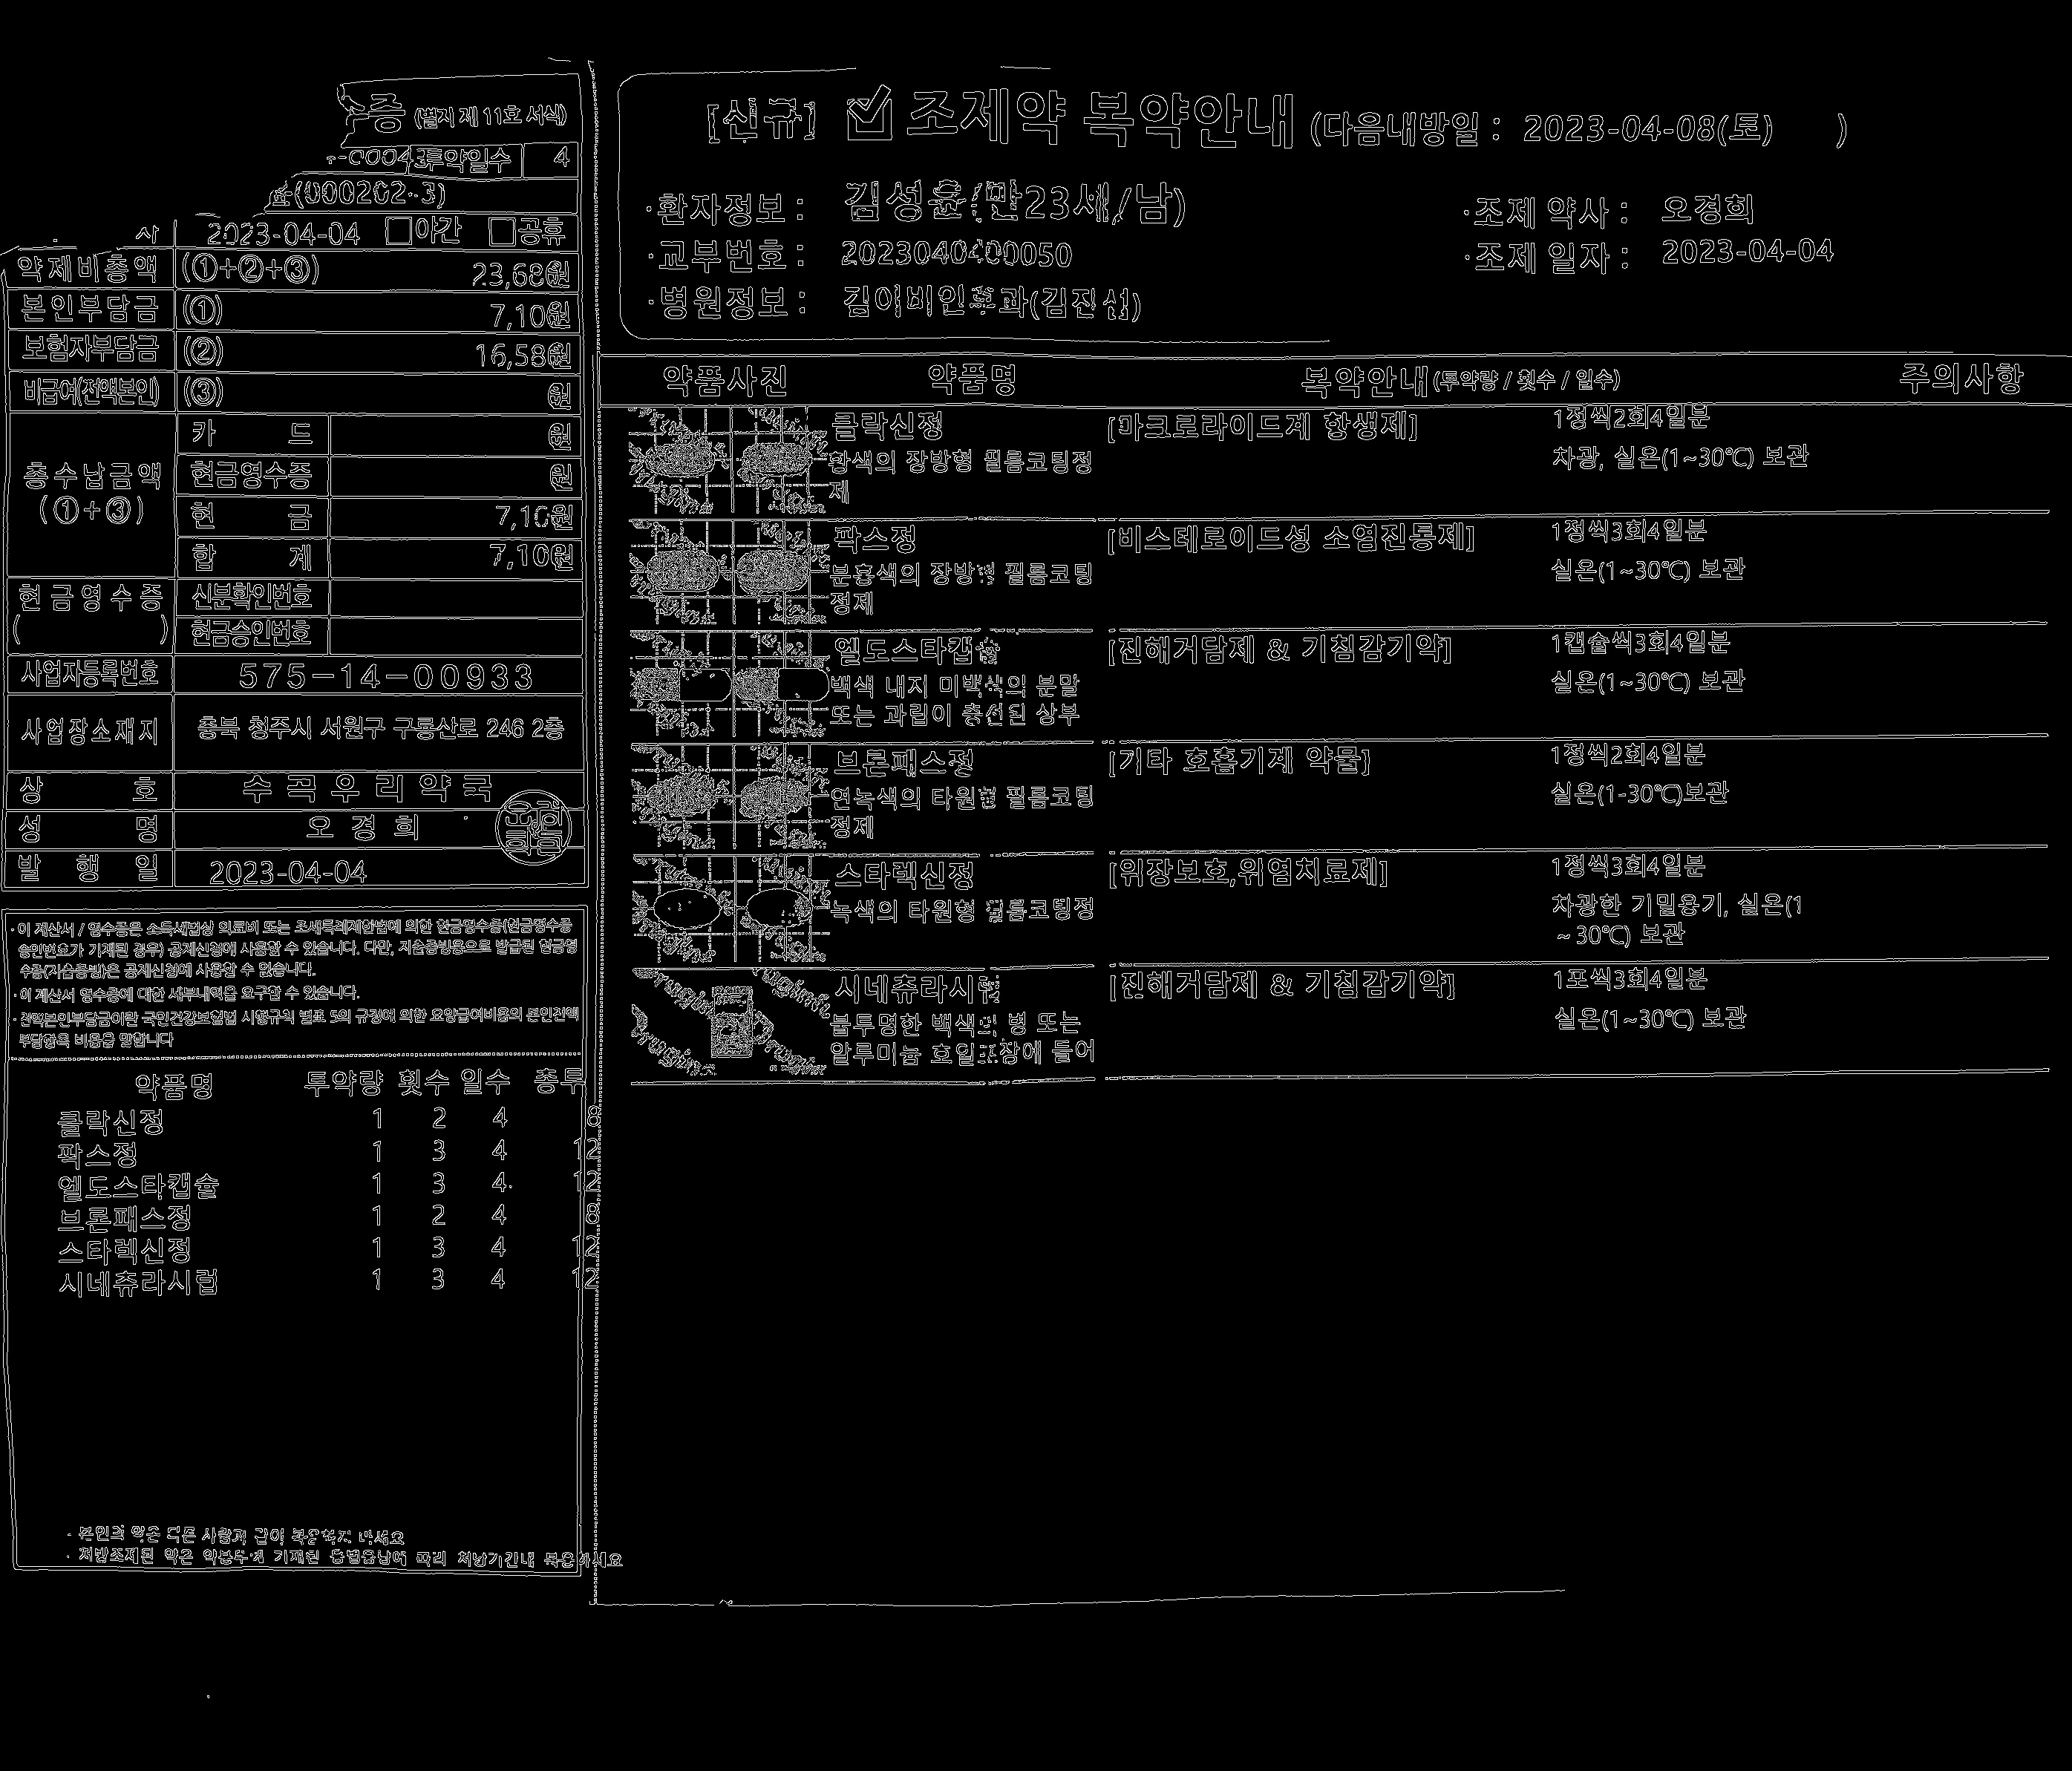 증 (별지 제 11호 서식)
투약일수 4
(000202-3)
사 2023-04-04 □야간 □공휴
약제비총액 (①+②+③) 23,680원
본인부담금 (①) 7,100원
보험자부담금 (②) 16,580원
비급여(전액본인) (③) 원
총수납금액 (①+③)
카 드 원
현금영수증 원
현 금 7,100원
합 계 7,100원
현금영수증 ( )
신분확인번호
현금승인번호
사업자등록번호 575-14-00933
사업장소재지 충북 청주시 서원구 구룡산로 246 2층
상 호 수곡우리약국
성 명 오경희
발 행 일 2023-04-04
·이 계산서 / 영수증은 소득세법상 의료비 또는 조세특례제한법에 의한 현금영수증(현금영수증
승인번호가 기재된 경우) 공제신청에 사용할 수 있습니다. 다만, 지출증빙용으로 발급된 현금영
수증(지출증빙)은 공제신청에 사용할 수 없습니다.
·이 계산서 영수증에 대한 세부내역을 요구할 수 있습니다.
·전액본인부담금이란 국민건강보험법 시행규칙 별표 5의 규정에 의한 요양급여비용의 본인전액
부담항목 비용을 말합니다
약품명 투약량 횟수 일수 총투
클락신정 1 2 4 8
팍스정 1 3 4 12
엘도스타캡슐 1 3 4 12
브론패스정 1 2 4 8
스타렉신정 1 3 4 12
시네츄라시럽 1 3 4 12
· 본인의 약은 다른 사람과 같이 복용하지 마세요
· 처방조제된 약은 약봉투에 기재된 용법용량에 따라 처방기간내 복용하세요
[신규] 조제약 복약안내 (다음내방일 : 2023-04-08(토) )
·환자정보 : 김성율(만23세/남)
·조제 약사 : 오경희
·교부번호 : 2023040400050
·조제 일자 : 2023-04-04
·병원정보 : 김이비인후과(김진섭)
약품사진 약품명 복약안내(투약량 / 횟수 / 일수) 주의사항
클락신정 [마크로라이드계 항생제] 1정씩2회4일분
황색의 장방형 필름코팅정
제
차광, 실온(1~30℃) 보관
팍스정 [비스테로이드성 소염진통제] 1정씩3회4일분
분홍색의 장방형 필름코팅
정제
실온(1~30℃) 보관
엘도스타캡슐 [진해거담제 & 기침감기약] 1캡슐씩3회4일분
백색 내지 미백색의 분말
또는 과립이 충전된 상부
실온(1~30℃) 보관
브론패스정 [기타 호흡기계 약물] 1정씩2회4일분
연녹색의 타원형 필름코팅
정제
실온(1-30℃)보관
스타렉신정 [위장보호,위염치료제] 1정씩3회4일분
녹색의 타원형 필름코팅정
차광한 기밀용기, 실온(1
~ 30℃) 보관
시네츄라시럽 [진해거담제 & 기침감기약] 1포씩3회4일분
불투명한 백색의 병 또는
알루미늄 호일포장에 들어
실온(1~30℃) 보관